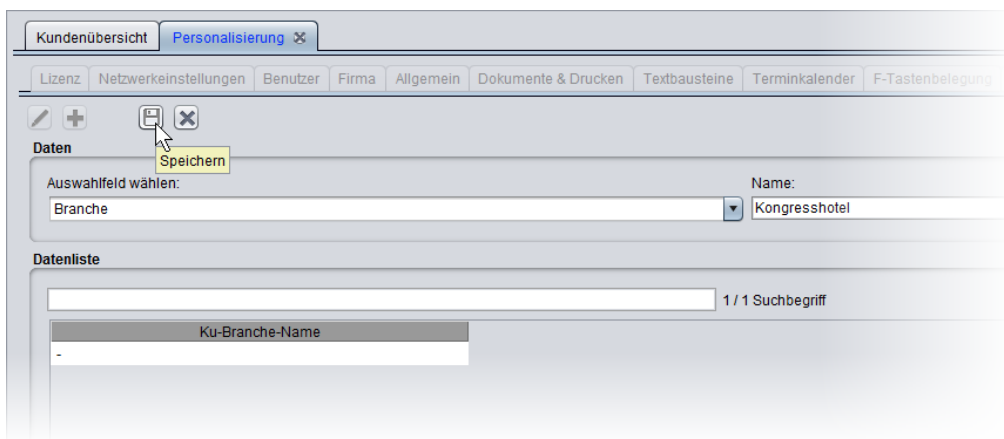 Kundenübersicht Personalisierung
Lizenz Netzwerkeinstellungen Benutzer Firma Allgemein Dokumente & Drucken Textbausteine Terminkalender F-Tastenbelegung
Speichern
Daten
Auswahlfeld wählen: Name:
Branche Kongresshotel
Datenliste
1 / 1 Suchbegriff
Ku-Branche-Name
-